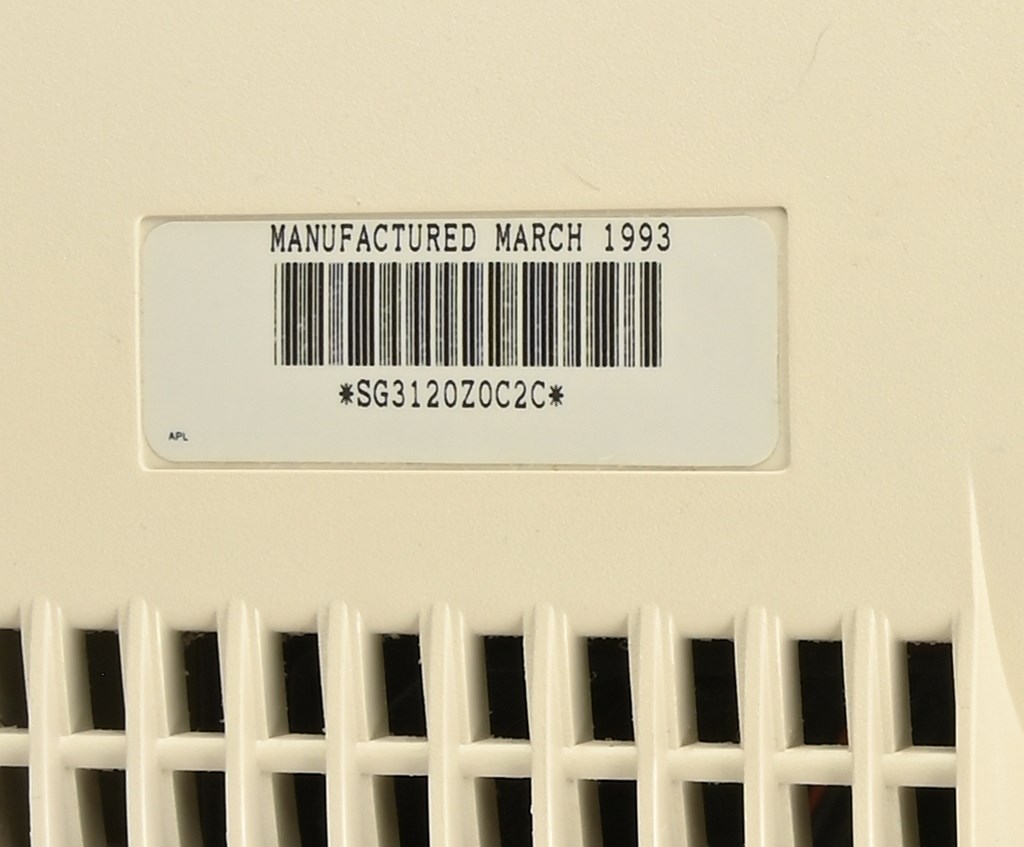 MANUFACTURED MARCH 1993
*SG3120Z0C2C*
APL